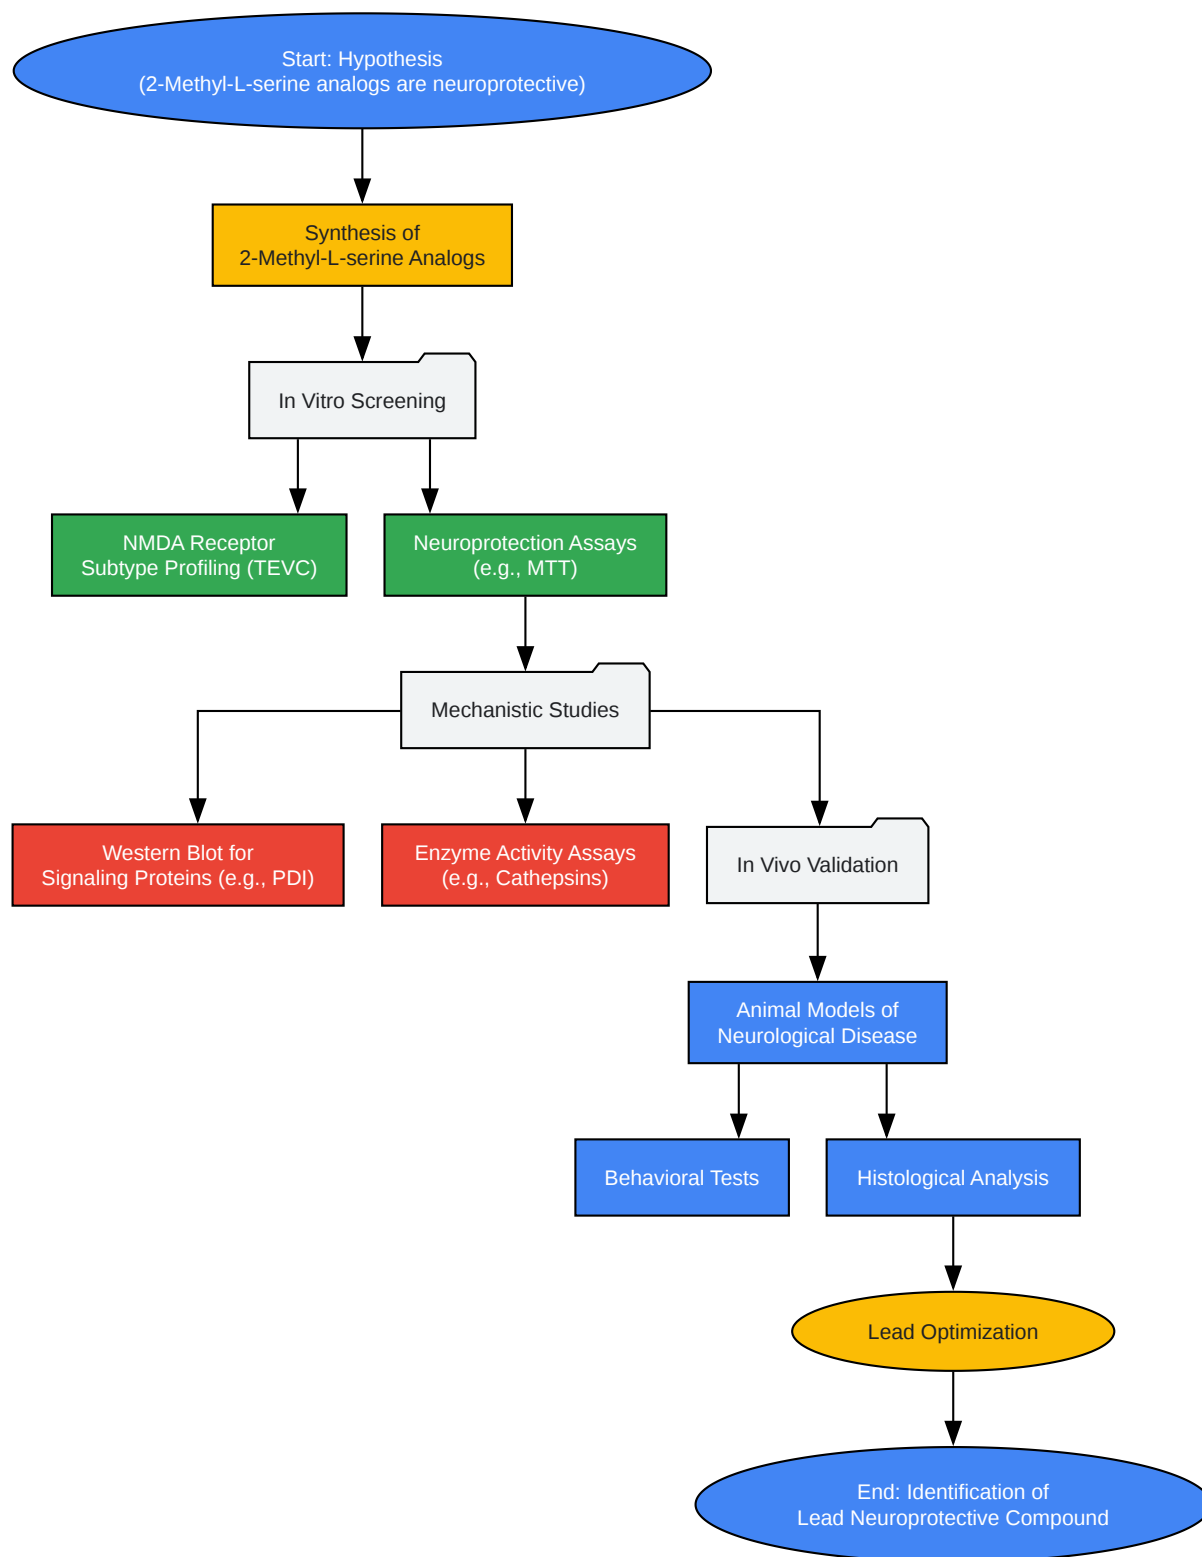 Start: Hypothesis
(2-Methyl-L-serine analogs are neuroprotective)
Synthesis of
2-Methyl-L-serine Analogs
In Vitro Screening
NMDA Receptor
Subtype Profiling (TEVC)
Neuroprotection Assays
(e.g., MTT)
Mechanistic Studies
Western Blot for
Signaling Proteins (e.g., PDI)
Enzyme Activity Assays
(e.g., Cathepsins)
In Vivo Validation
Animal Models of
Neurological Disease
Behavioral Tests
Histological Analysis
Lead Optimization
End: Identification of
Lead Neuroprotective Compound